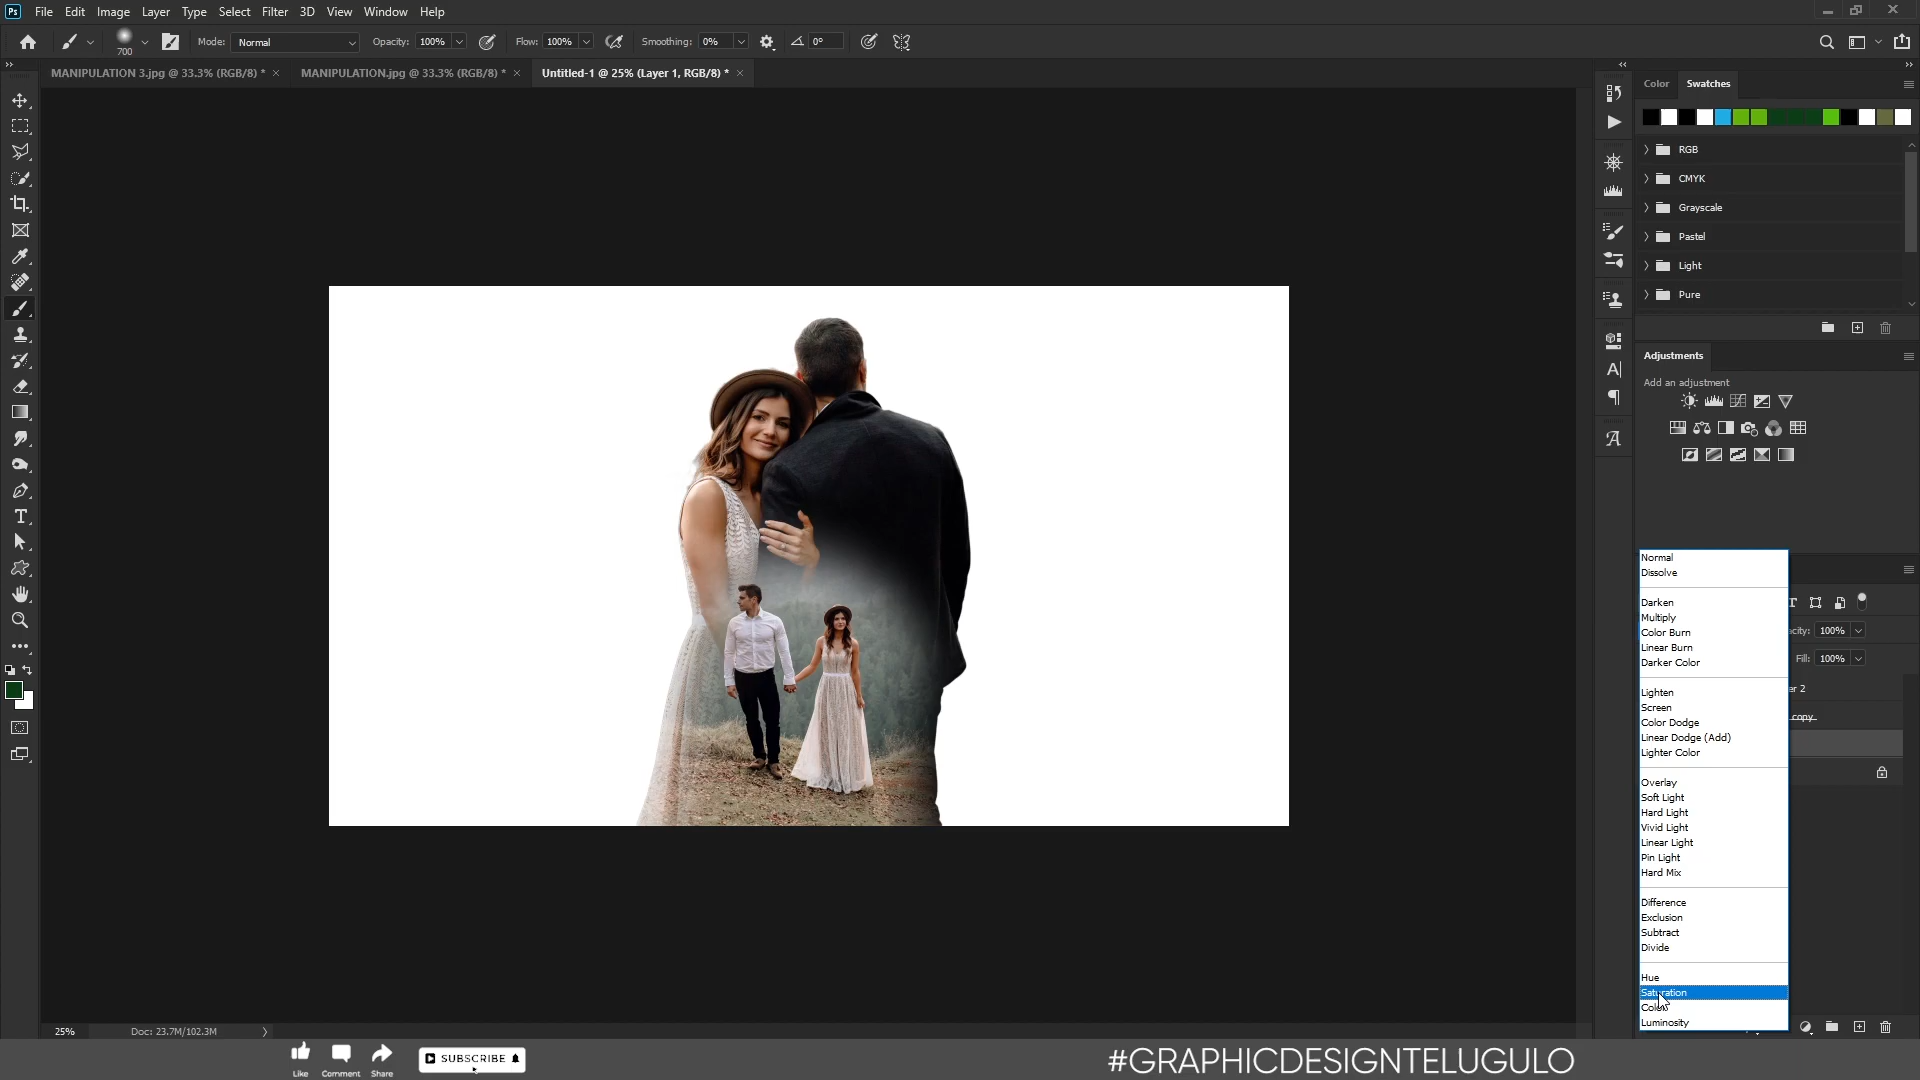 Ps File Edit Image Layer Type Select Filter 3D View Window Help
700 Mode: Normal Opacity: 100% Flow: 100% Smoothing: 0% 0°
MANIPULATION 3.jpg @ 33.3% (RGB/8) * × MANIPULATION.jpg @ 33.3% (RGB/8) * × Untitled-1 @ 25% (Layer 1, RGB/8) * ×
Color Swatches
RGB
CMYK
Grayscale
Pastel
Light
Pure
Adjustments
Add an adjustment
Normal
Dissolve
Darken
Multiply
Color Burn
Linear Burn
Darker Color
Lighten
Screen
Color Dodge
Linear Dodge (Add)
Lighter Color
Overlay
Soft Light
Hard Light
Vivid Light
Linear Light
Pin Light
Hard Mix
Difference
Exclusion
Subtract
Divide
Hue
Saturation
Color
Luminosity
acity: 100%
Fill: 100%
er 2
copy
25% Doc: 23.7M/102.3M
Like Comment Share
SUBSCRIBE
#GRAPHICDESIGNTELUGULO